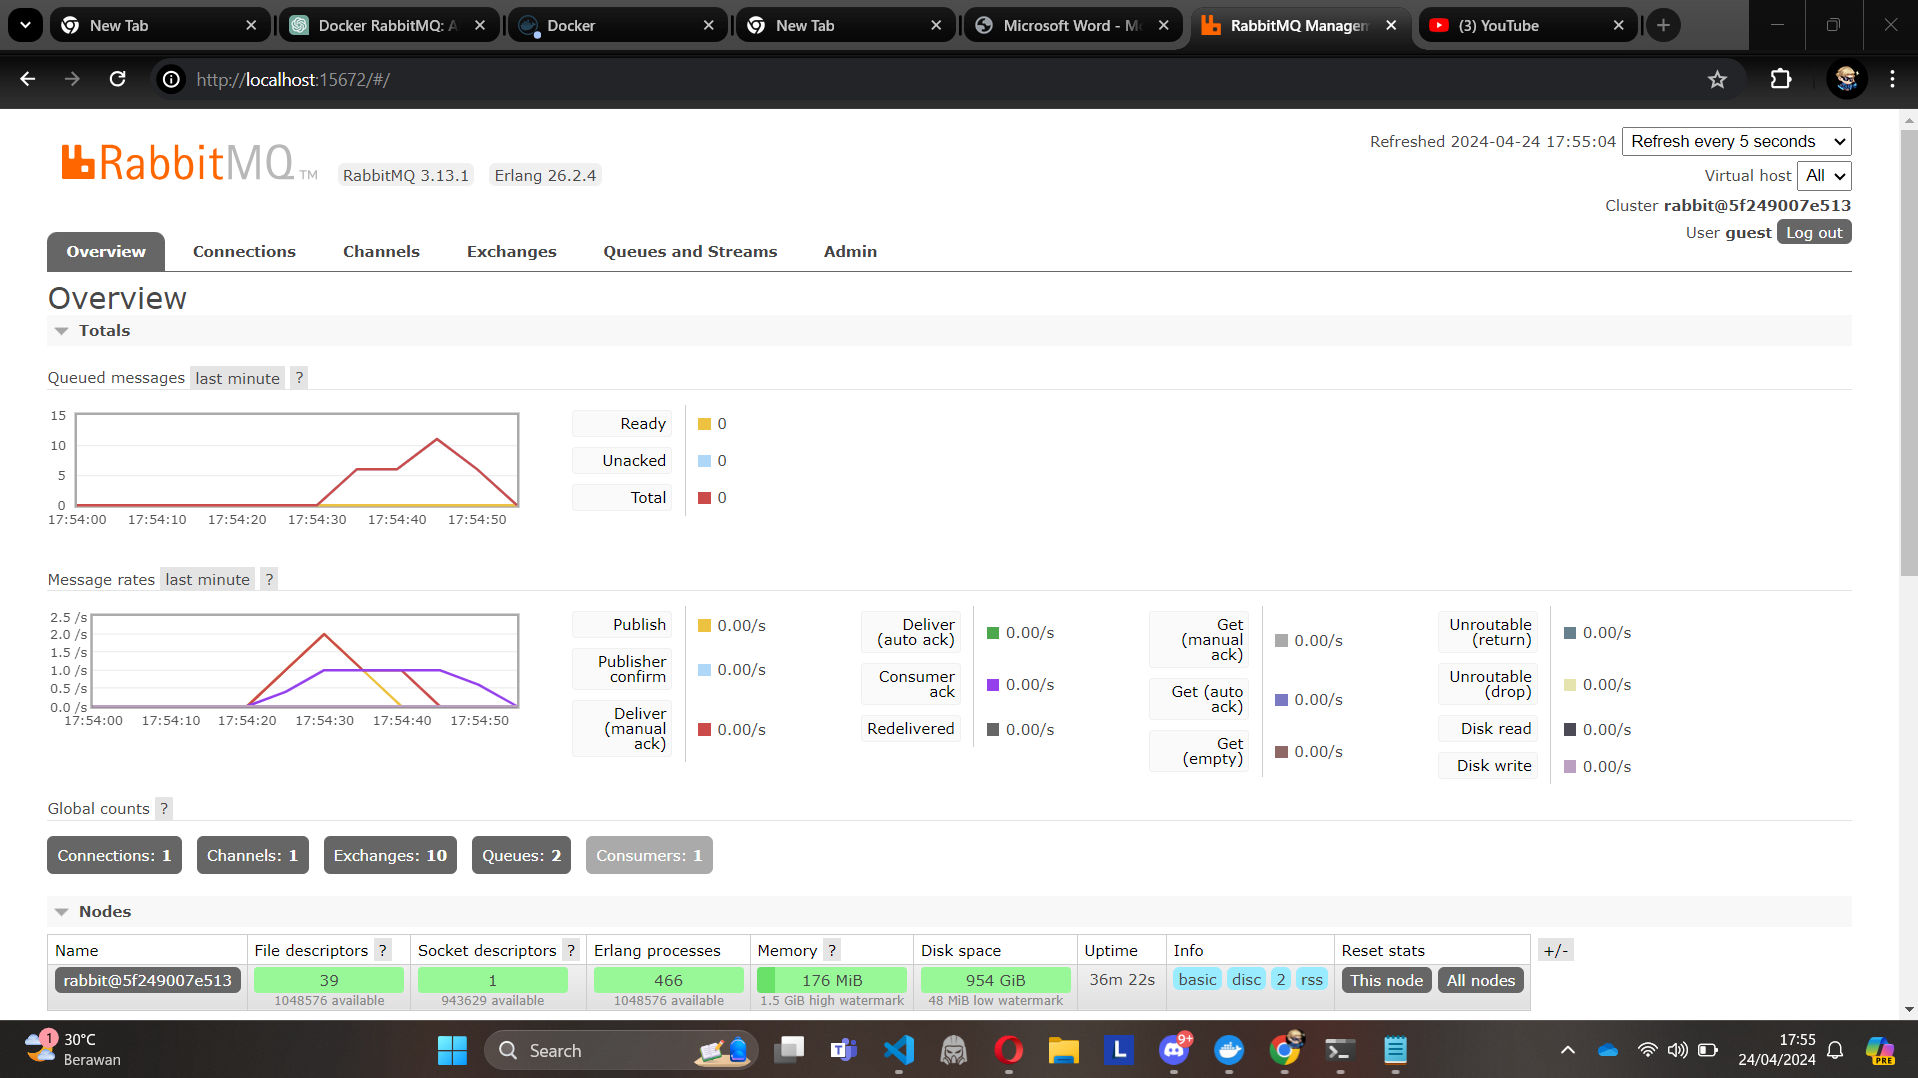 New Tab
Docker RabbitMQ: A
Docker
New Tab
Microsoft Word - Mo
RabbitMQ Managem
(3) YouTube
http://localhost:15672/#/
RabbitMQ TM
RabbitMQ 3.13.1
Erlang 26.2.4
Refreshed 2024-04-24 17:55:04 Refresh every 5 seconds
Virtual host All
Cluster rabbit@5f249007e513
User guest Log out
Overview Connections Channels Exchanges Queues and Streams Admin
Overview
Totals
Queued messages last minute ?
15
10
5
0
17:54:00 17:54:10 17:54:20 17:54:30 17:54:40 17:54:50
Ready 0
Unacked 0
Total 0
Message rates last minute ?
2.5 /s
2.0 /s
1.5 /s
1.0 /s
0.5 /s
0.0 /s
17:54:00 17:54:10 17:54:20 17:54:30 17:54:40 17:54:50
Publish 0.00/s
Publisher
confirm 0.00/s
Deliver
(manual
ack) 0.00/s
Deliver
(auto ack) 0.00/s
Consumer
ack 0.00/s
Redelivered 0.00/s
Get
(manual
ack) 0.00/s
Get (auto
ack) 0.00/s
Get
(empty) 0.00/s
Unroutable
(return) 0.00/s
Unroutable
(drop) 0.00/s
Disk read 0.00/s
Disk write 0.00/s
Global counts ?
Connections: 1 Channels: 1 Exchanges: 10 Queues: 2 Consumers: 1
Nodes
Name File descriptors ? Socket descriptors ? Erlang processes Memory ? Disk space Uptime Info Reset stats +/-
rabbit@5f249007e513 39 1 466 176 MiB 954 GiB 36m 22s basic disc 2 rss This node All nodes
1048576 available 943629 available 1048576 available 1.5 GiB high watermark 48 MiB low watermark
1
30°C
Berawan
Search
T
L
9+
17:55
24/04/2024
PRE